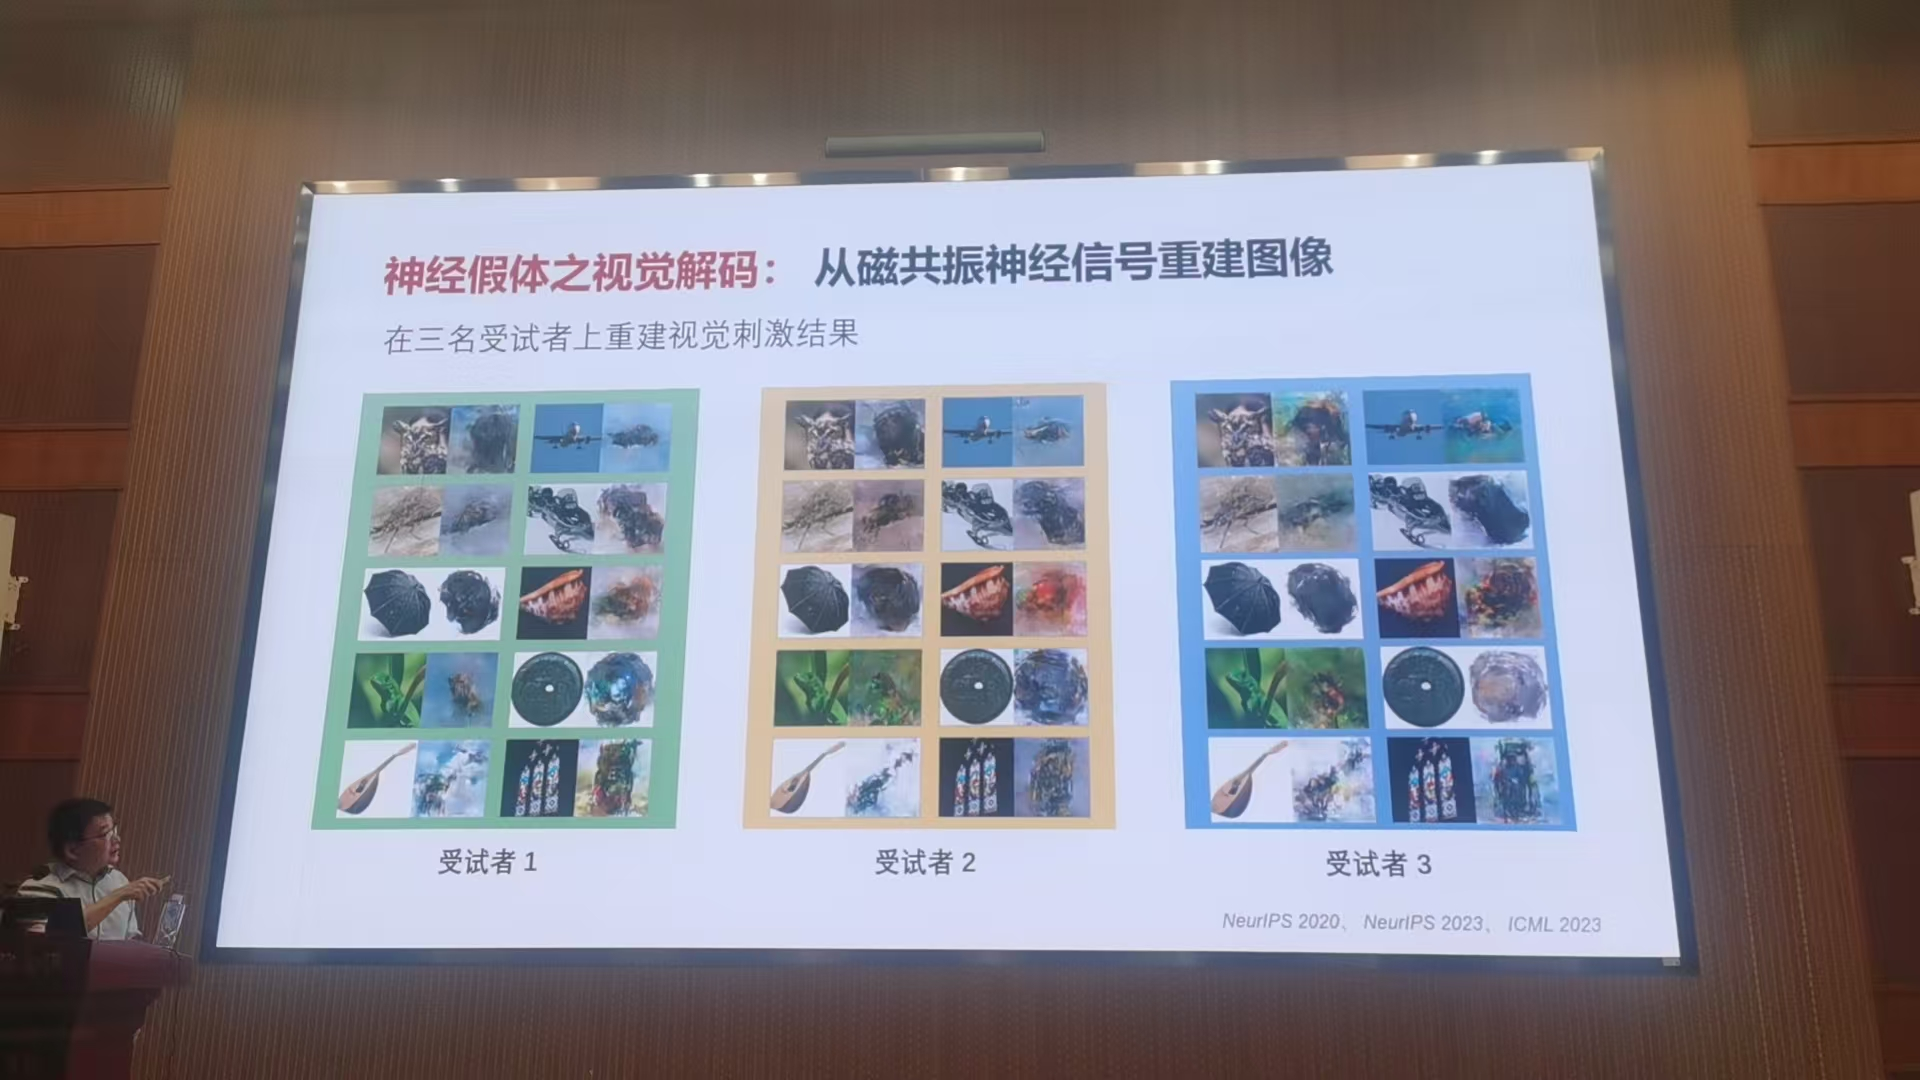 神经假体之视觉解码： 从磁共振神经信号重建图像
在三名受试者上重建视觉刺激结果
受试者 1
受试者 2
受试者 3
NeurIPS 2020、 NeurIPS 2023、 ICML 2023